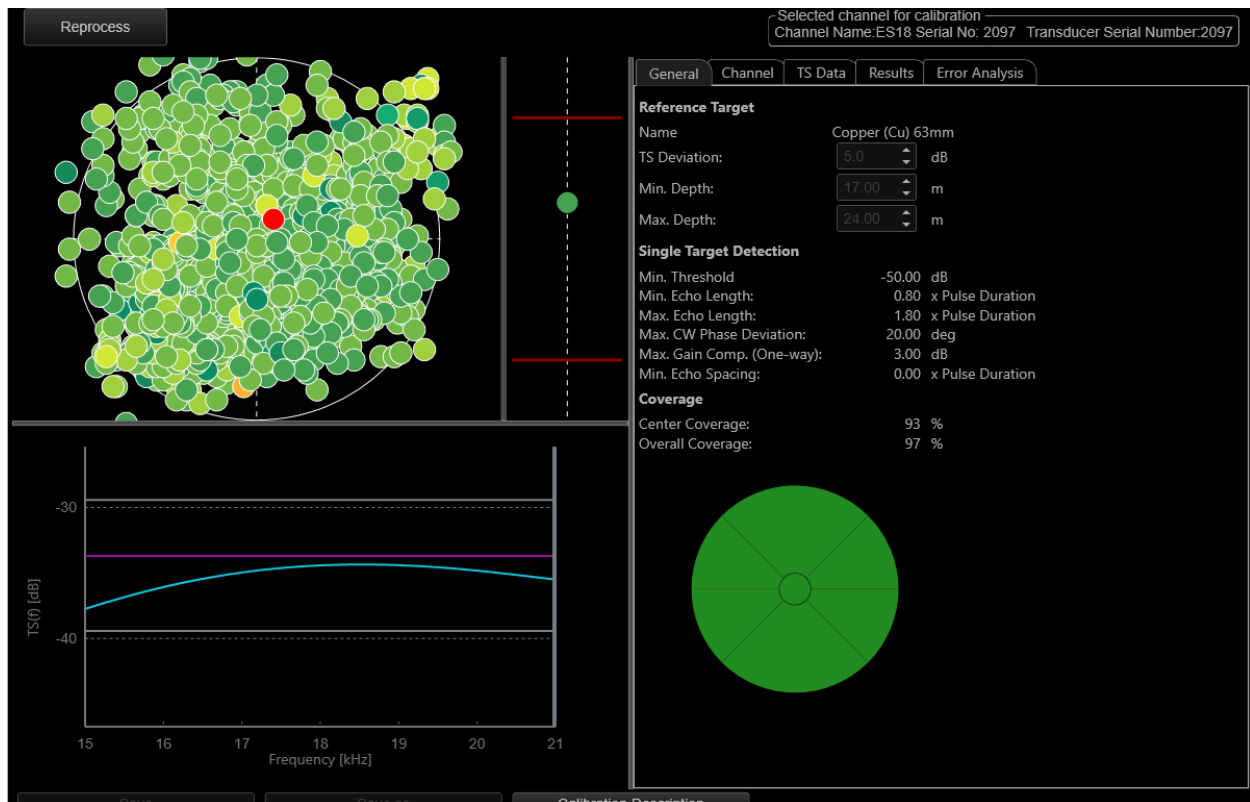 Reprocess
Selected channel for calibration
Channel Name:ES18 Serial No: 2097 Transducer Serial Number:2097
General Channel TS Data Results Error Analysis
Reference Target
Name Copper (Cu) 63mm
TS Deviation: 5.0 dB
Min. Depth: 17.00 m
Max. Depth: 24.00 m
Single Target Detection
Min. Threshold -50.00 dB
Min. Echo Length: 0.80 x Pulse Duration
Max. Echo Length: 1.80 x Pulse Duration
Max. CW Phase Deviation: 20.00 deg
Max. Gain Comp. (One-way): 3.00 dB
Min. Echo Spacing: 0.00 x Pulse Duration
Coverage
Center Coverage: 93 %
Overall Coverage: 97 %
-30
TS(f) [dB]
-40
15 16 17 18 19 20 21
Frequency [kHz]
Calibration Description